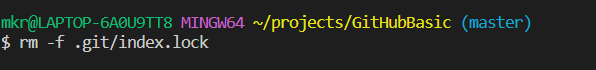 mkr@LAPTOP-6A0U9TT8 MINGW64 ~/projects/GitHubBasic (master)
$ rm -f .git/index.lock